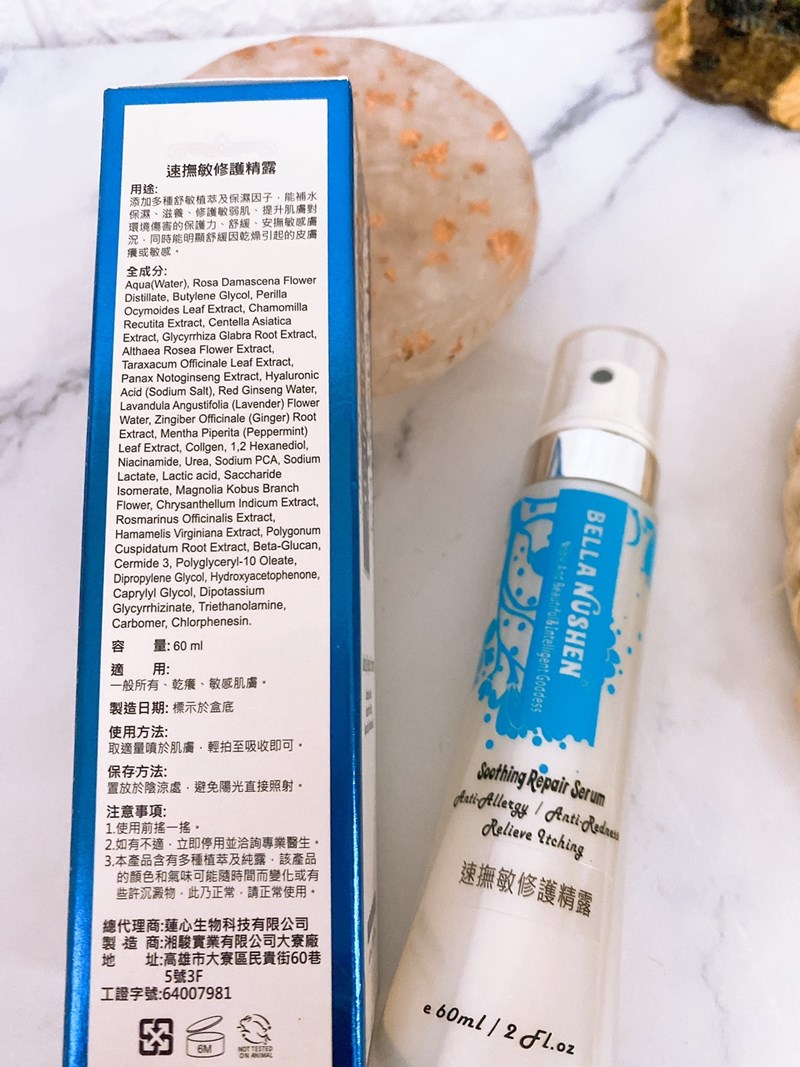 速撫敏修護精露
用途:
添加多種舒敏植萃及保濕因子，能補水
保濕、滋養、修護敏弱肌、提升肌膚對
環境傷害的保護力、舒緩、安撫敏感膚
況，同時能明顯舒緩因乾燥引起的皮膚
癢或敏感。
全成分:
Aqua(Water), Rosa Damascena Flower
Distillate, Butylene Glycol, Perilla
Ocymoides Leaf Extract, Chamomilla
Recutita Extract, Centella Asiatica
Extract, Glycyrrhiza Glabra Root Extract,
Althaea Rosea Flower Extract,
Taraxacum Officinale Leaf Extract,
Panax Notoginseng Extract, Hyaluronic
Acid (Sodium Salt), Red Ginseng Water,
Lavandula Angustifolia (Lavender) Flower
Water, Zingiber Officinale (Ginger) Root
Extract, Mentha Piperita (Peppermint)
Leaf Extract, Collgen, 1,2 Hexanediol,
Niacinamide, Urea, Sodium PCA, Sodium
Lactate, Lactic acid, Saccharide
Isomerate, Magnolia Kobus Branch
Flower, Chrysanthellum Indicum Extract,
Rosmarinus Officinalis Extract,
Hamamelis Virginiana Extract, Polygonum
Cuspidatum Root Extract, Beta-Glucan,
Cermide 3, Polyglyceryl-10 Oleate,
Dipropylene Glycol, Hydroxyacetophenone,
Caprylyl Glycol, Dipotassium
Glycyrrhizinate, Triethanolamine,
Carbomer, Chlorphenesin.
容 量: 60 ml
適 用:
一般所有、乾癢、敏感肌膚。
製造日期: 標示於盒底
使用方法:
取適量噴於肌膚，輕拍至吸收即可。
保存方法:
置放於陰涼處，避免陽光直接照射。
注意事項:
1.使用前搖一搖。
2.如有不適，立即停用並洽詢專業醫生。
3.本產品含有多種植萃及純露，該產品
的顏色和氣味可能隨時間而變化或有
些許沉澱物，此乃正常，請正常使用。
總代理商:蓮心生物科技有限公司
製 造 商:湘駿實業有限公司大寮廠
地 址:高雄市大寮區民貴街60巷
5號3F
工證字號:64007981
6M
NOT TESTED
ON ANIMAL
BELLA NUSHEN
Beautiful & Intelligent Goddess
Soothing Repair Serum
Anti-Allergy / Anti-Redness
Relieve Itching
速撫敏修護精露
e 60ml / 2 Fl.oz